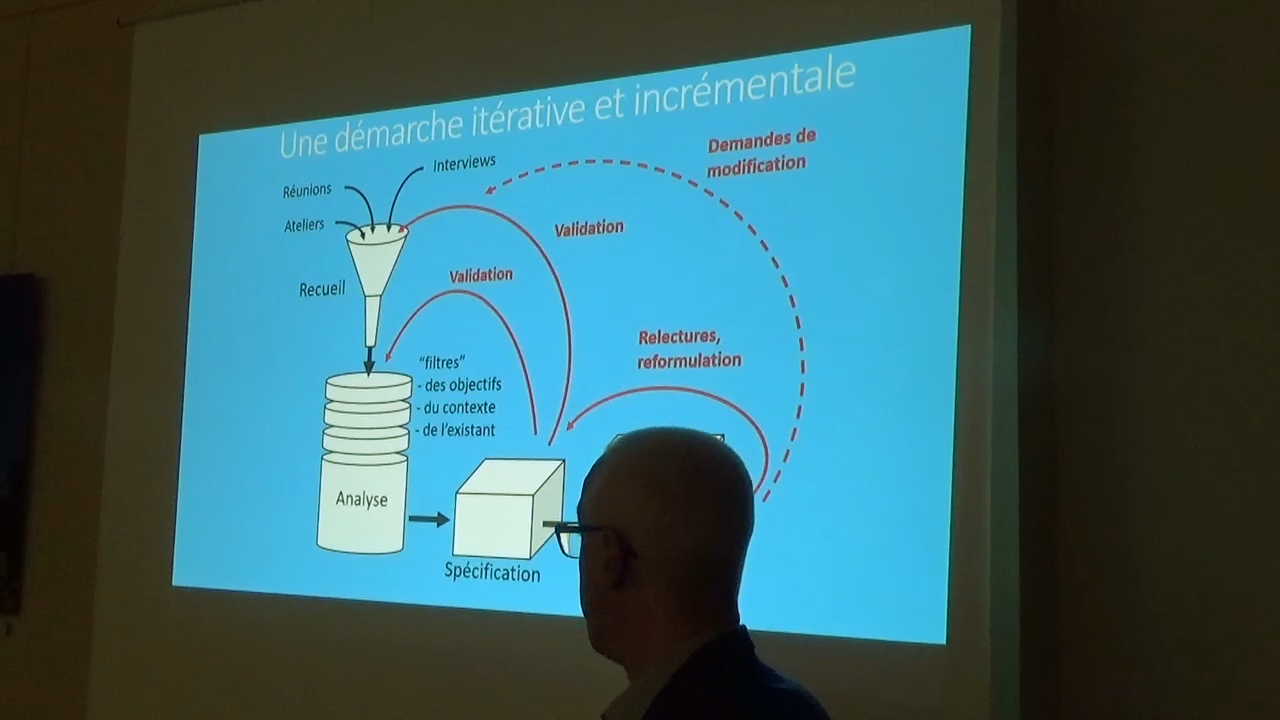 Une démarche itérative et incrémentale
Demandes de
modification
Interviews
Réunions
Ateliers
Validation
Validation
Recueil
Relectures,
reformulation
“filtres”
- des objectifs
- du contexte
- de l’existant
Analyse
Spécification